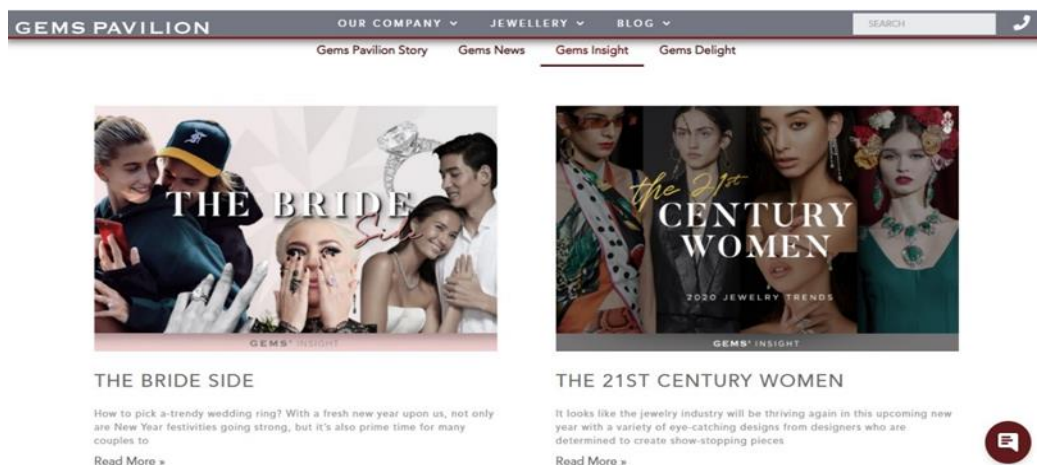 GEMS PAVILION
OUR COMPANY
JEWELLERY
BLOG
SEARCH
Gems Pavilion Story
Gems News
Gems Insight
Gems Delight
THE BRIDE
Side
GEMS' INSIGHT
the 21st
CENTURY
WOMEN
2020 JEWELRY TRENDS
GEMS' INSIGHT
THE BRIDE SIDE
How to pick a-trendy wedding ring? With a fresh new year upon us, not only
are New Year festivities going strong, but it's also prime time for many
couples to
Read More »
THE 21ST CENTURY WOMEN
It looks like the jewelry industry will be thriving again in this upcoming new
year with a variety of eye-catching designs from designers who are
determined to create show-stopping pieces
Read More »